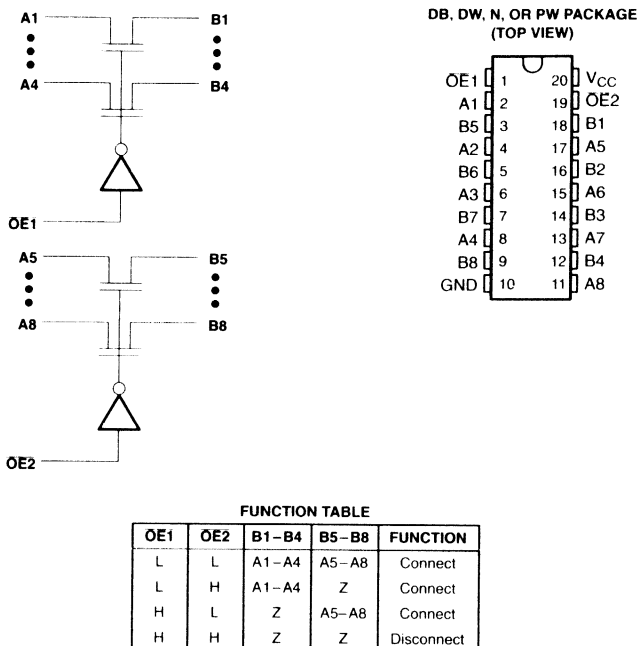 A1 B1
A4 B4
OE1
A5 B5
A8 B8
OE2
DB, DW, N, OR PW PACKAGE
(TOP VIEW)
OE1 1 20 VCC
A1 2 19 OE2
B5 3 18 B1
A2 4 17 A5
B6 5 16 B2
A3 6 15 A6
B7 7 14 B3
A4 8 13 A7
B8 9 12 B4
GND 10 11 A8
FUNCTION TABLE
OE1 OE2 B1–B4 B5–B8 FUNCTION
L L A1–A4 A5–A8 Connect
L H A1–A4 Z Connect
H L Z A5–A8 Connect
H H Z Z Disconnect